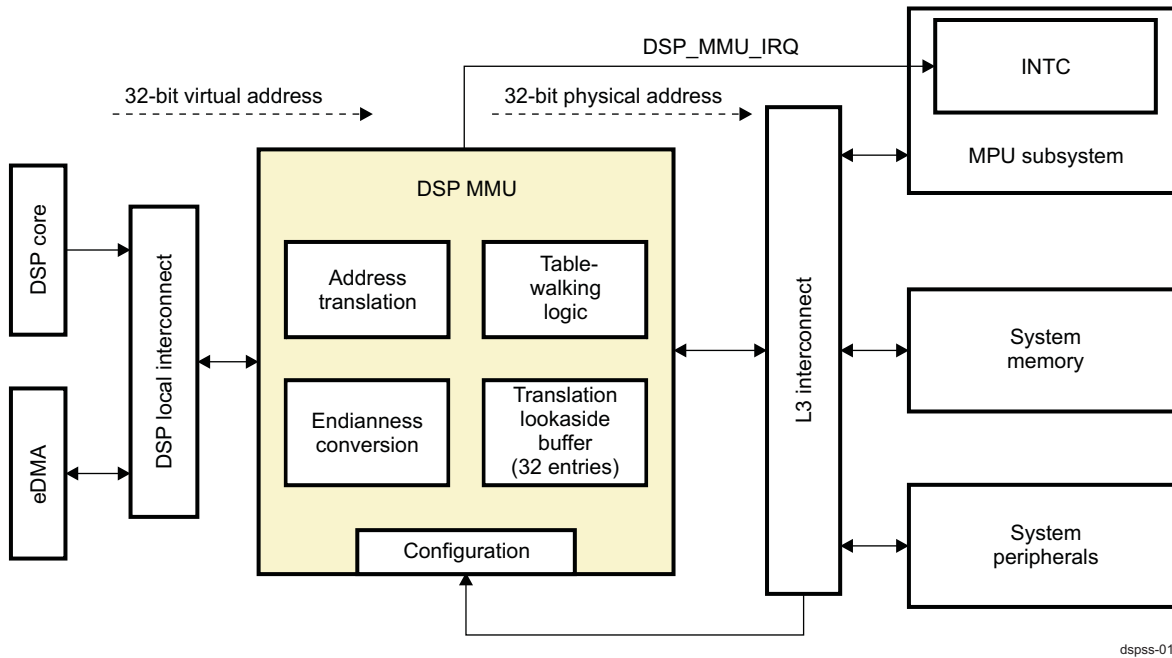 DSP_MMU_IRQ
INTC
MPU subsystem
32-bit virtual address
32-bit physical address
DSP core
eDMA
DSP local interconnect
DSP MMU
Address
translation
Table-
walking
logic
Endianness
conversion
Translation
lookaside
buffer
(32 entries)
Configuration
L3 interconnect
System
memory
System
peripherals